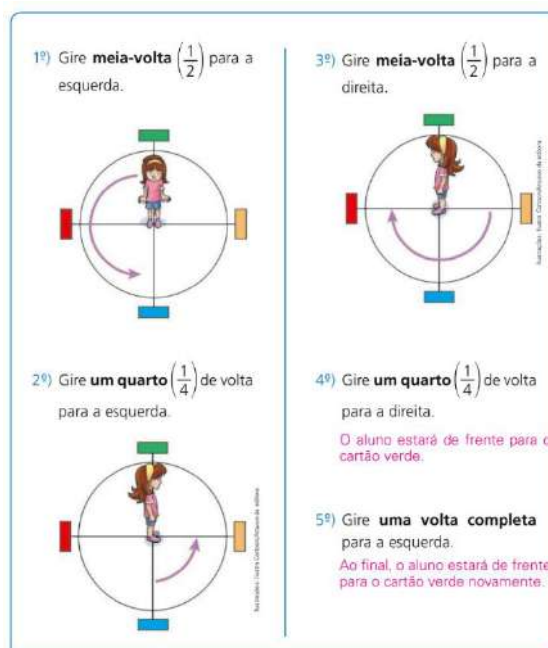 1º) Gire meia-volta (1/2) para a
esquerda.
2º) Gire um quarto (1/4) de volta
para a esquerda.
3º) Gire meia-volta (1/2) para a
direita.
4º) Gire um quarto (1/4) de volta
para a direita.
O aluno estará de frente para o
cartão verde.
5º) Gire uma volta completa
para a esquerda.
Ao final, o aluno estará de frente
para o cartão verde novamente.